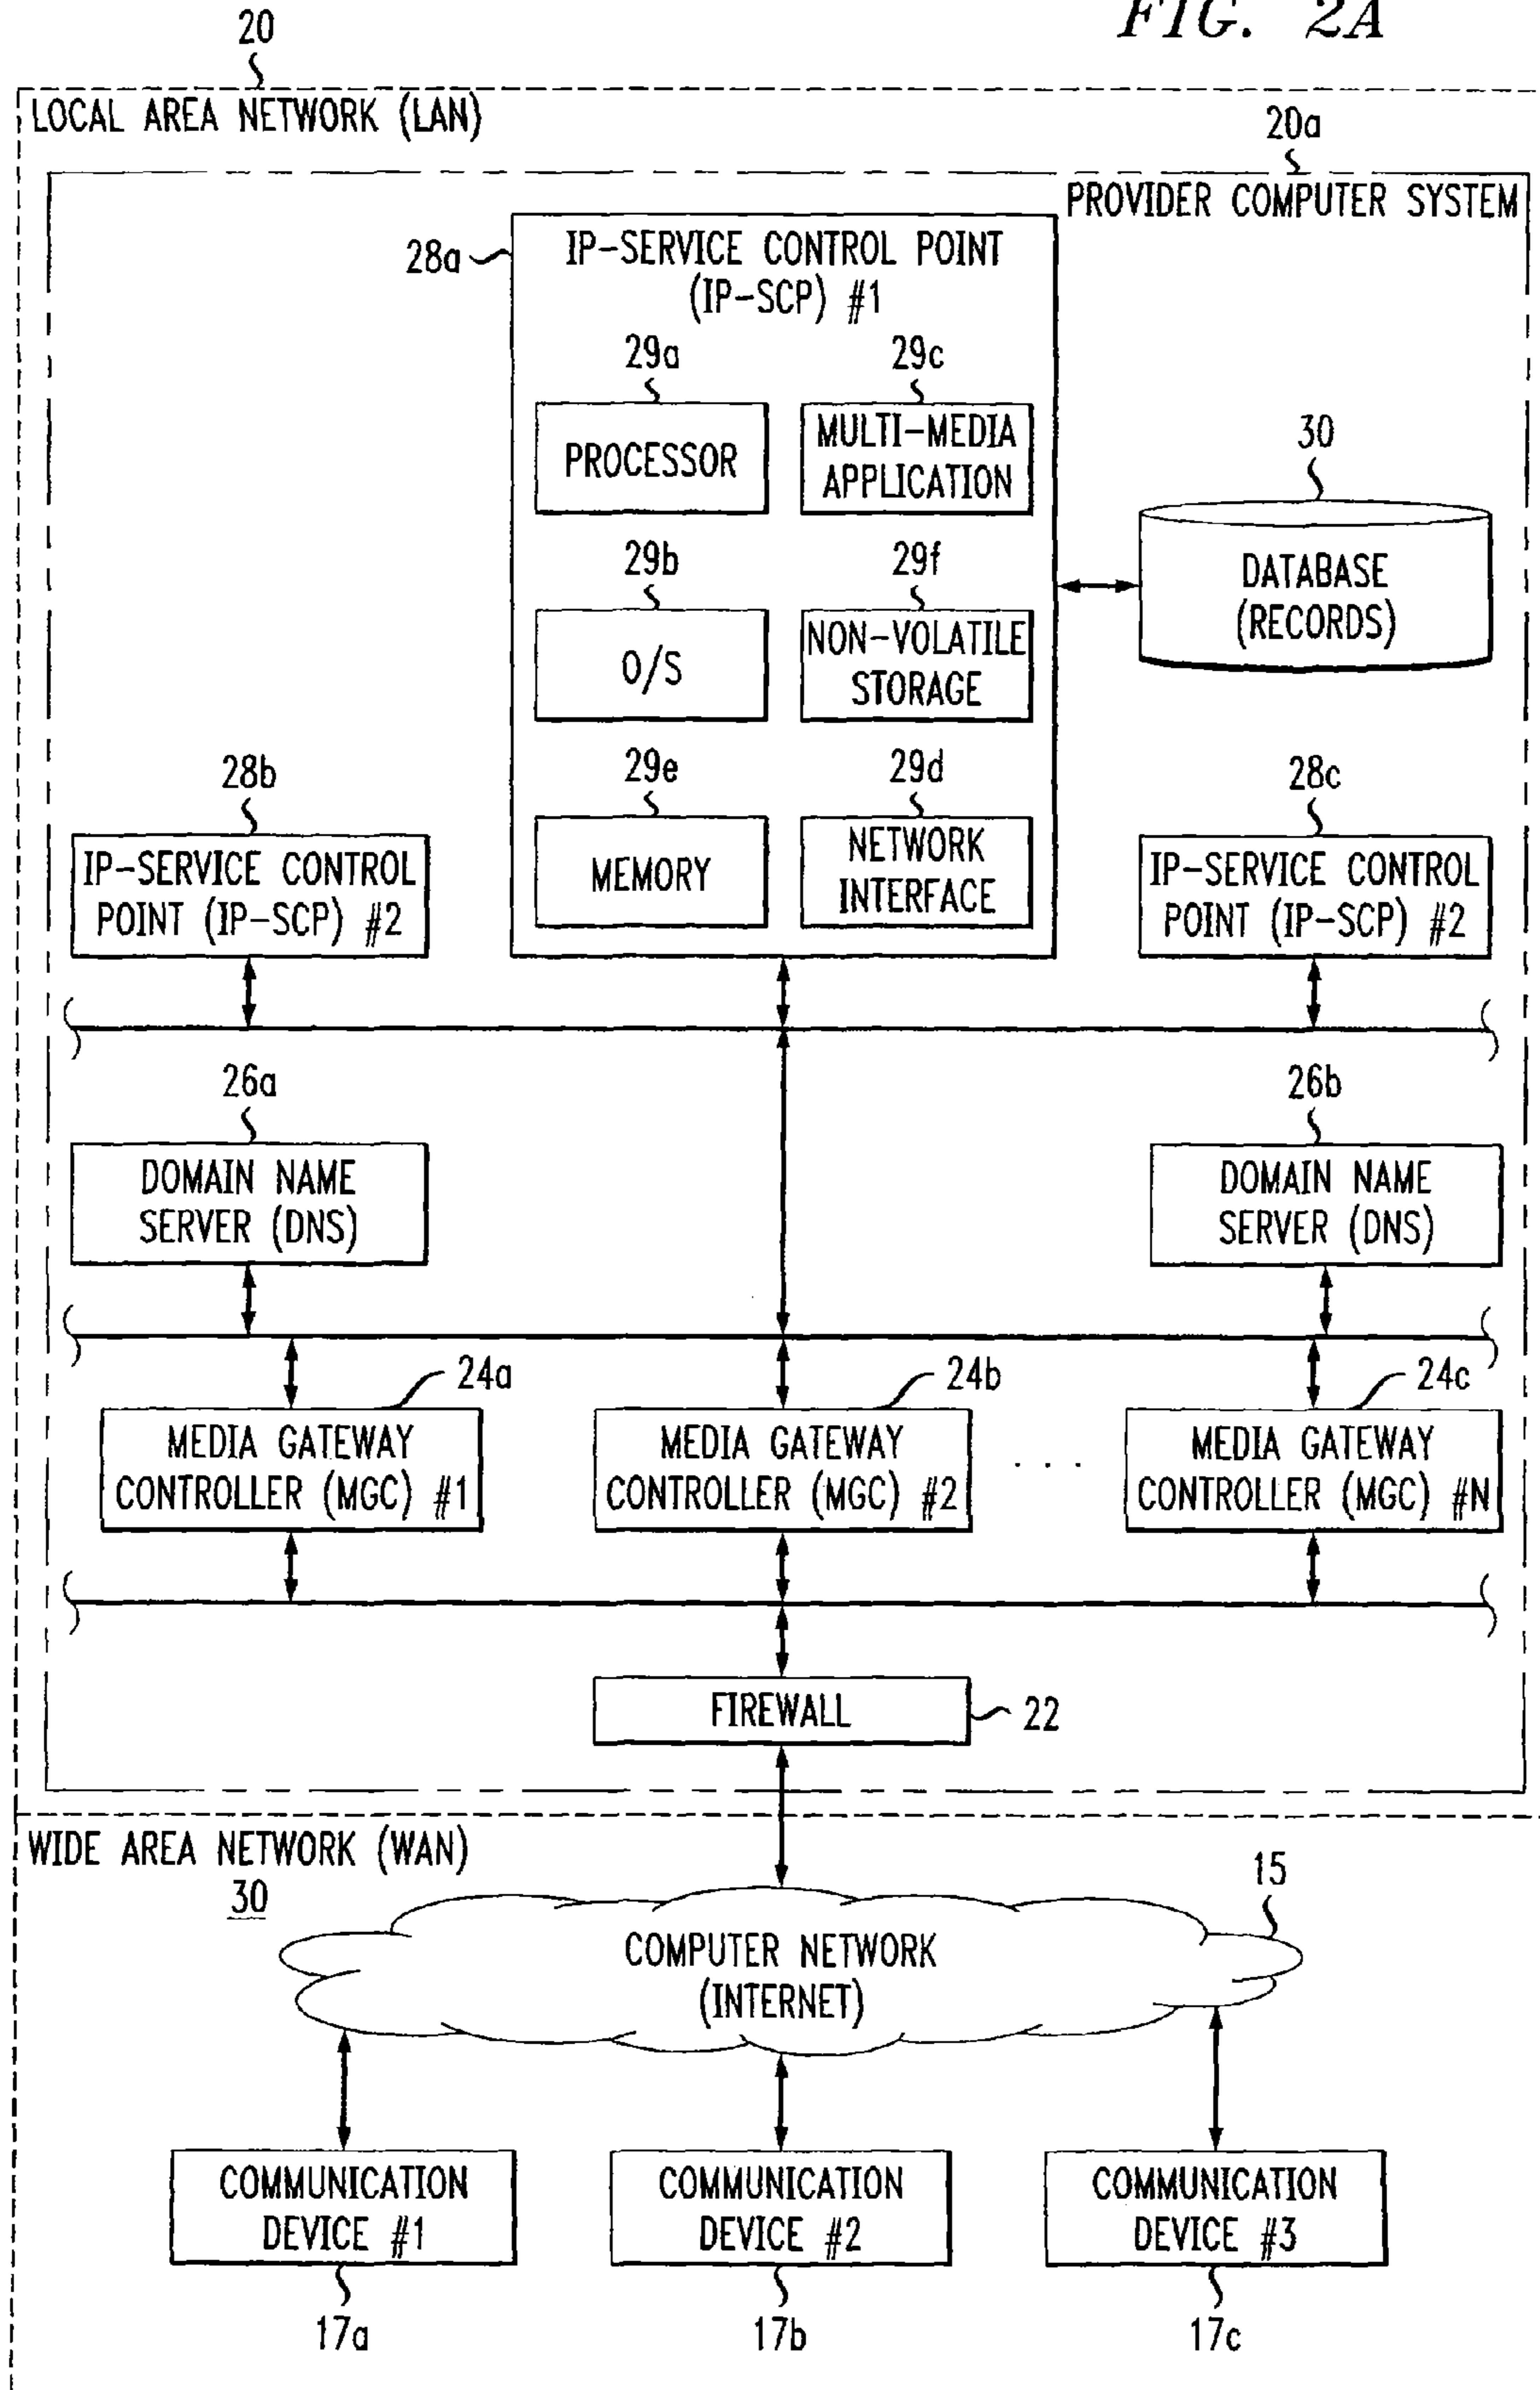 FIG. 2A
20
LOCAL AREA NETWORK (LAN)
20a
PROVIDER COMPUTER SYSTEM
28a
IP-SERVICE CONTROL POINT
(IP-SCP) #1
29a
29c
PROCESSOR
MULTI-MEDIA
APPLICATION
30
DATABASE
(RECORDS)
29b
29f
O/S
NON-VOLATILE
STORAGE
29e
29d
MEMORY
NETWORK
INTERFACE
28b
IP-SERVICE CONTROL
POINT (IP-SCP) #2
28c
IP-SERVICE CONTROL
POINT (IP-SCP) #2
26a
DOMAIN NAME
SERVER (DNS)
26b
DOMAIN NAME
SERVER (DNS)
24a
MEDIA GATEWAY
CONTROLLER (MGC) #1
24b
MEDIA GATEWAY
CONTROLLER (MGC) #2
. . .
24c
MEDIA GATEWAY
CONTROLLER (MGC) #N
FIREWALL
22
WIDE AREA NETWORK (WAN)
30
15
COMPUTER NETWORK
(INTERNET)
COMMUNICATION
DEVICE #1
17a
COMMUNICATION
DEVICE #2
17b
COMMUNICATION
DEVICE #3
17c